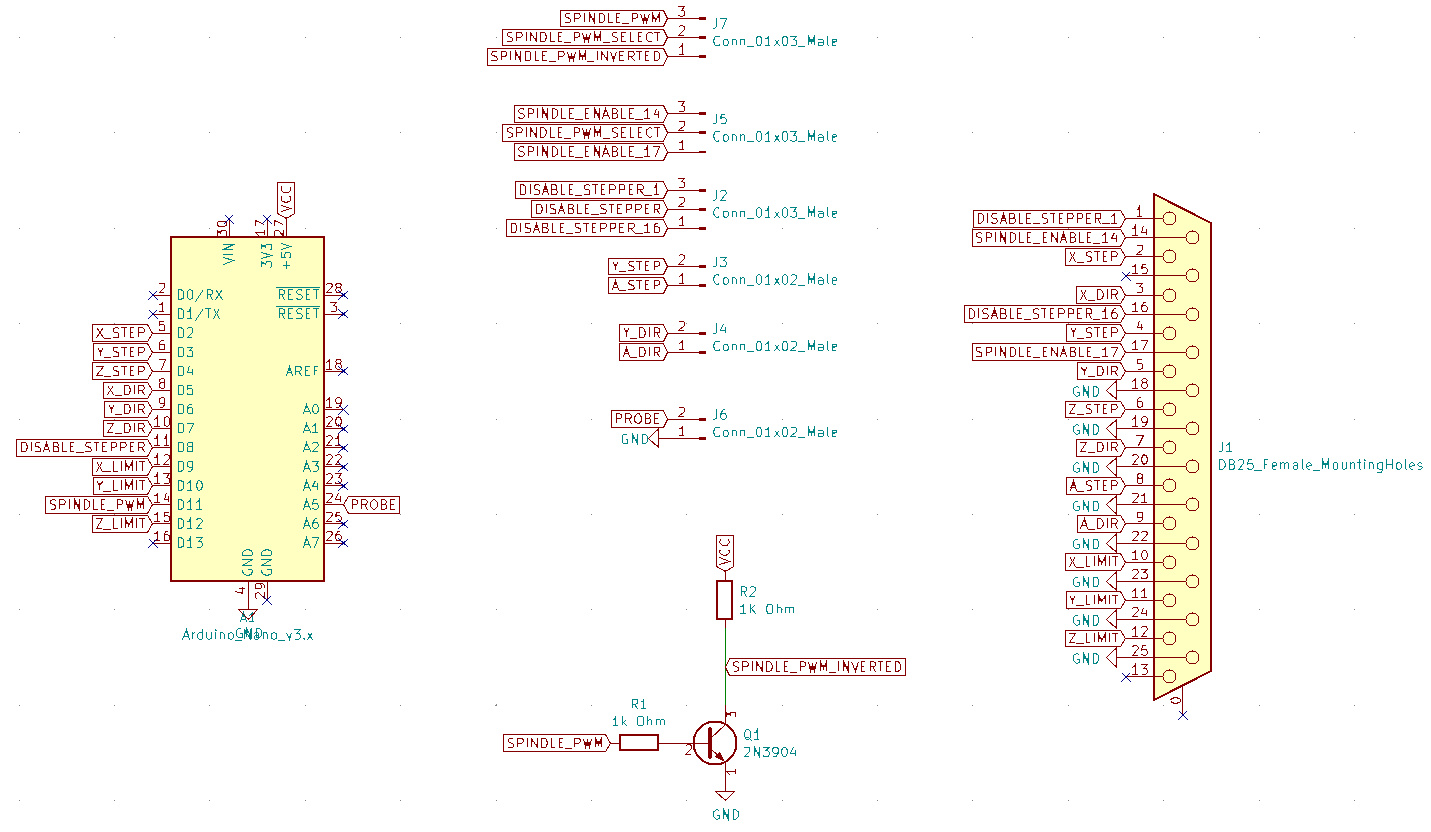 SPINDLE_PWM 3
SPINDLE_PWM_SELECT 2
SPINDLE_PWM_INVERTED 1
J7
Conn_01x03_Male
SPINDLE_ENABLE_14 3
SPINDLE_PWM_SELECT 2
SPINDLE_ENABLE_17 1
J5
Conn_01x03_Male
DISABLE_STEPPER_1 3
DISABLE_STEPPER 2
DISABLE_STEPPER_16 1
J2
Conn_01x03_Male
Y_STEP 2
A_STEP 1
J3
Conn_01x02_Male
Y_DIR 2
A_DIR 1
J4
Conn_01x02_Male
PROBE 2
GND 1
J6
Conn_01x02_Male
VCC
30 17 27
VIN 3V3 +5V
2 D0/RX RESET 28
1 D1/TX RESET 3
X_STEP 5 D2
Y_STEP 6 D3
Z_STEP 7 D4 AREF 18
X_DIR 8 D5
Y_DIR 9 D6 A0 19
Z_DIR 10 D7 A1 20
DISABLE_STEPPER 11 D8 A2 21
X_LIMIT 12 D9 A3 22
Y_LIMIT 13 D10 A4 23
SPINDLE_PWM 14 D11 A5 24 PROBE
Z_LIMIT 15 D12 A6 25
16 D13 A7 26
GND GND
4 29
A1
GND
Arduino_Nano_v3.x
VCC
R2
1K Ohm
SPINDLE_PWM_INVERTED
R1
1k Ohm
SPINDLE_PWM
2
3
Q1
2N3904
1
GND
DISABLE_STEPPER_1 1
SPINDLE_ENABLE_14 14
X_STEP 2
15
X_DIR 3
DISABLE_STEPPER_16 16
Y_STEP 4
SPINDLE_ENABLE_17 17
Y_DIR 5
GND 18
Z_STEP 6
GND 19
Z_DIR 7
GND 20
A_STEP 8
GND 21
A_DIR 9
GND 22
X_LIMIT 10
GND 23
Y_LIMIT 11
GND 24
Z_LIMIT 12
GND 25
13
0
J1
DB25_Female_MountingHoles